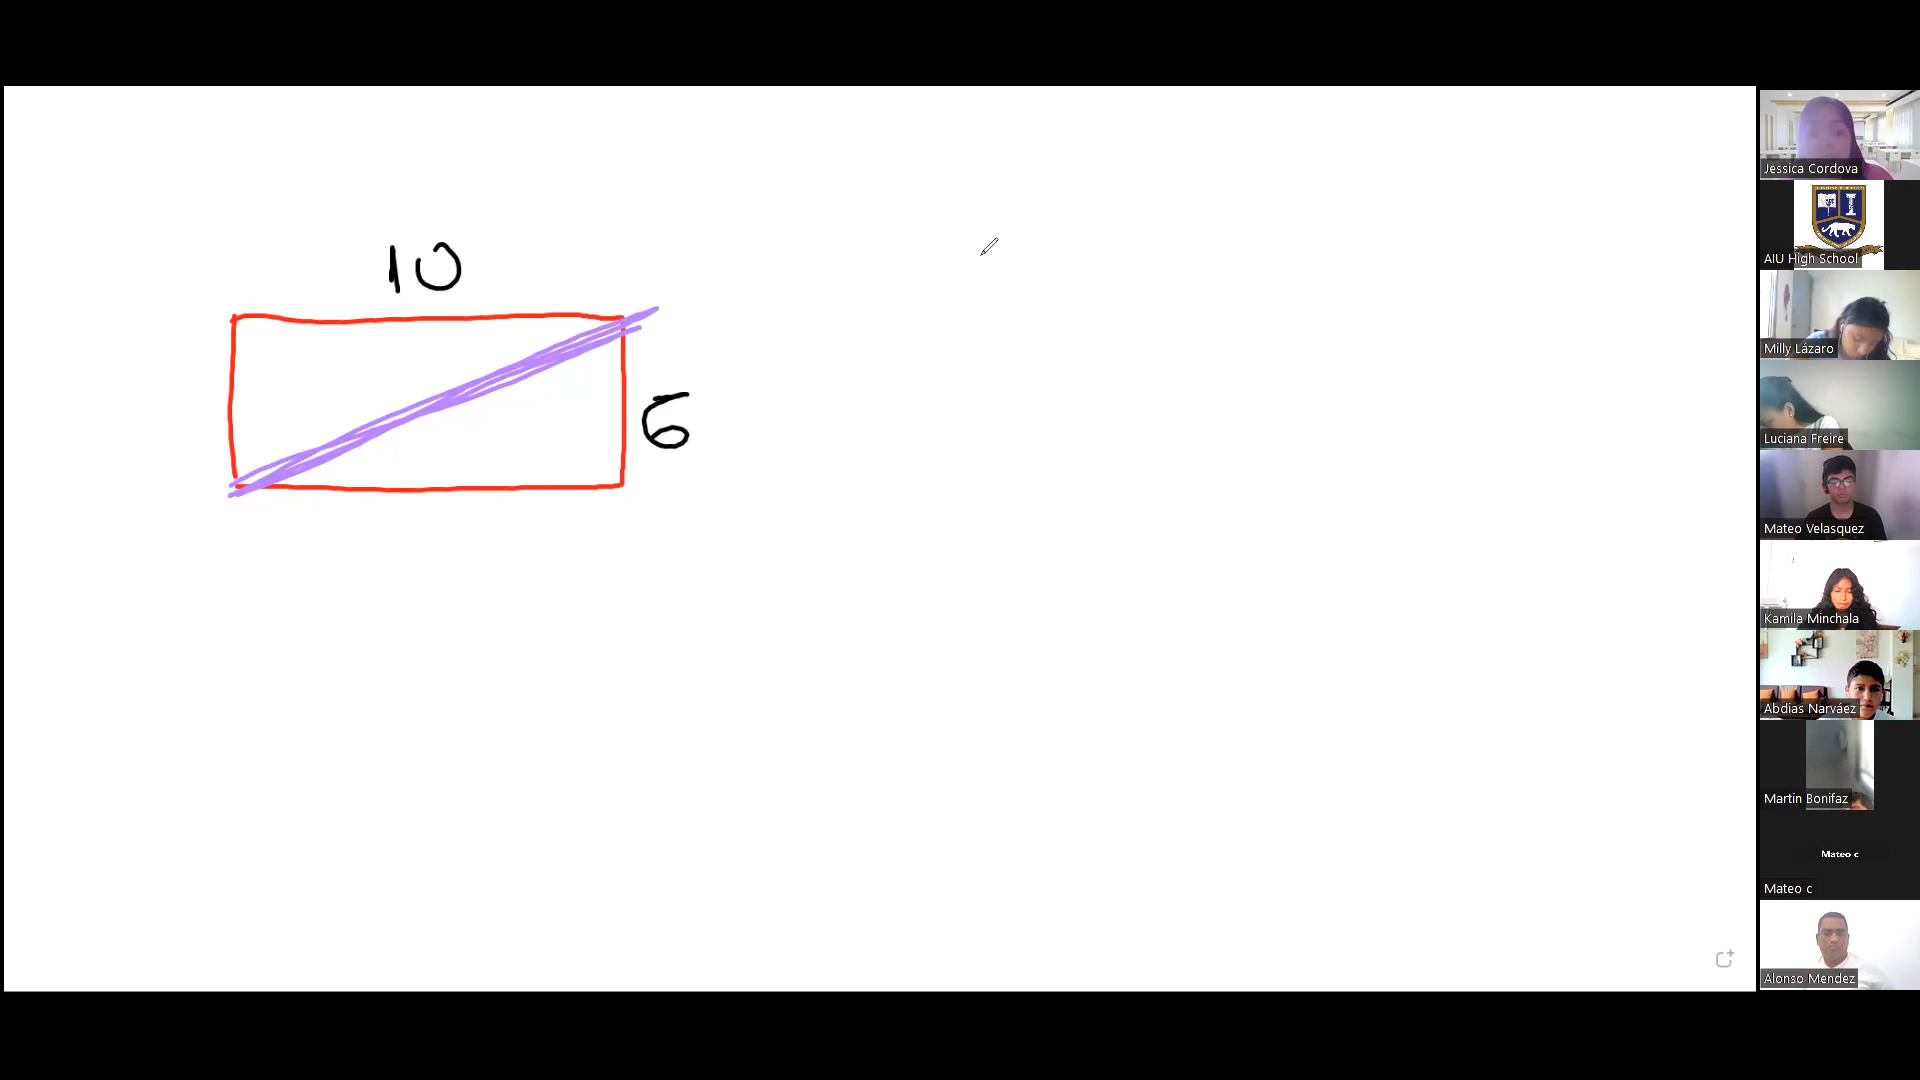 10
6
Jessica Cordova
AIU High School
Milly Lázaro
Luciana Freire
Mateo Velasquez
Kamila Minchala
Abdias Narváez
Martin Bonifaz
Mateo c
Mateo c
Alonso Mendez